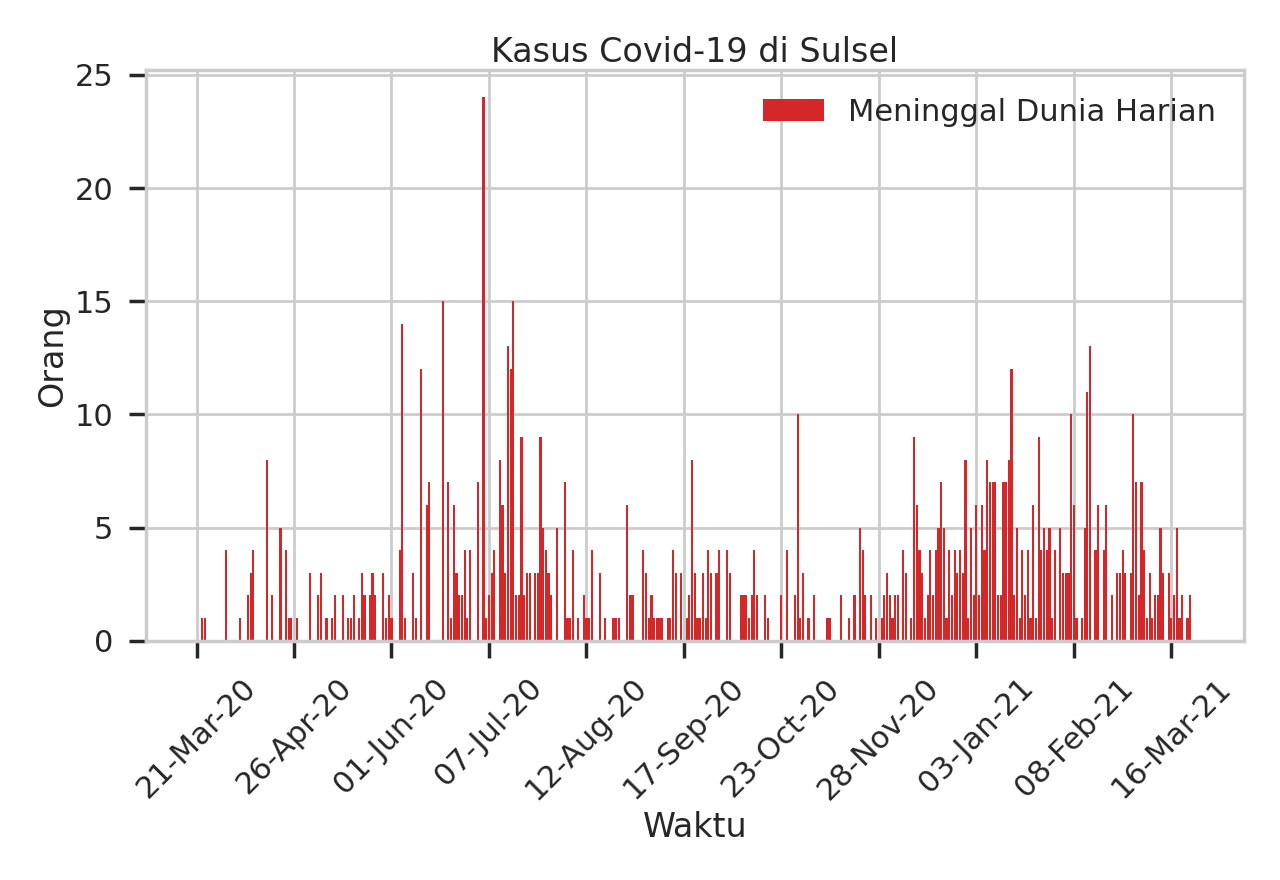 Kasus Covid-19 di Sulsel
Meninggal Dunia Harian
Orang
25
20
15
10
5
0
21-Mar-20
26-Apr-20
01-Jun-20
07-Jul-20
12-Aug-20
17-Sep-20
23-Oct-20
28-Nov-20
03-Jan-21
08-Feb-21
16-Mar-21
Waktu